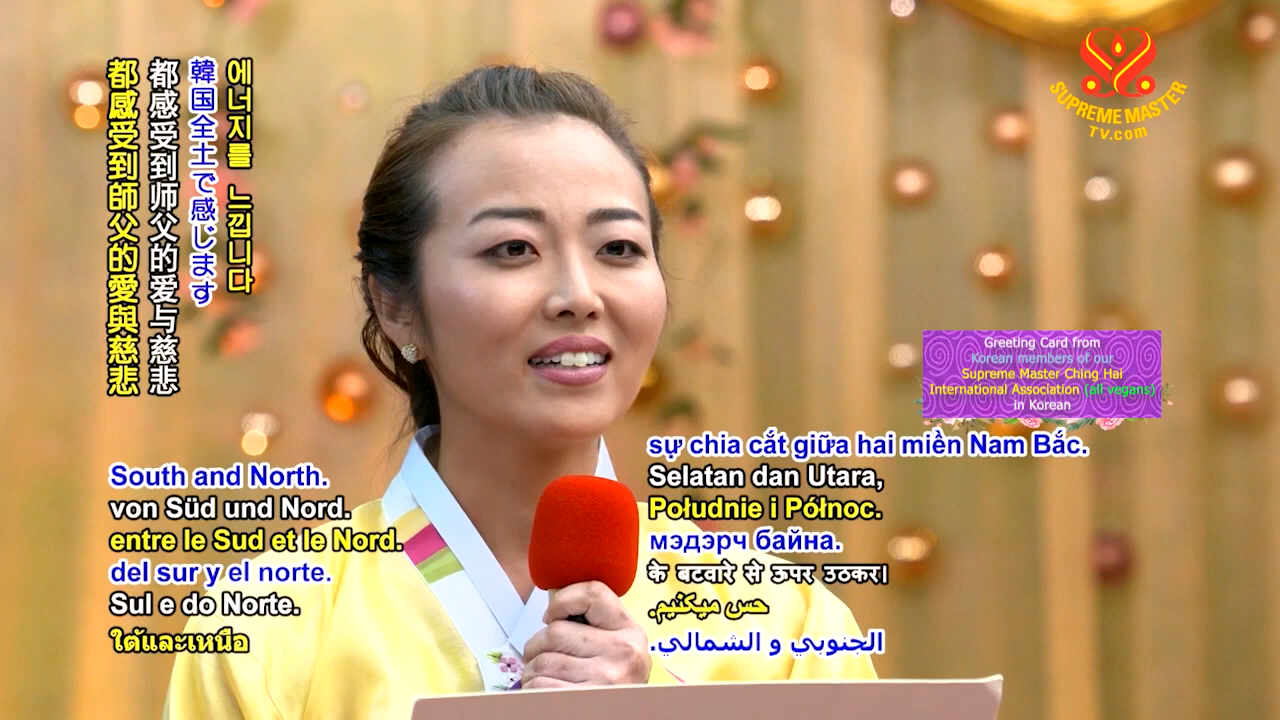 에너지를 느낍니다
韓国全土で感じます
都感受到师父的爱与慈悲
都感受到師父的愛與慈悲
SUPREME MASTER
TV.com
Greeting Card from
Korean members of our
Supreme Master Ching Hai
International Association (all vegans)
in Korean
South and North.
von Süd und Nord.
entre le Sud et le Nord.
del sur y el norte.
Sul e do Norte.
ใต้และเหนือ
sự chia cắt giữa hai miền Nam Bắc.
Selatan dan Utara,
Południe i Północ.
мэдэрч байна.
के बटवारे से ऊपर उठकर।
حس میکنیم.
الجنوبي و الشمالي.